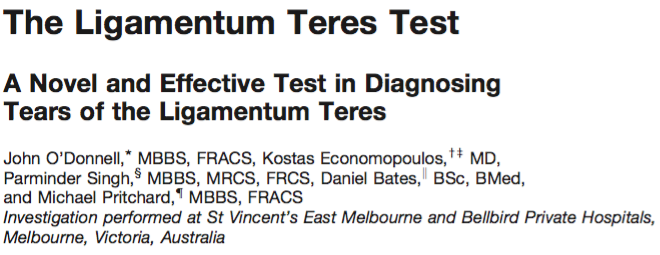 The Ligamentum Teres Test
A Novel and Effective Test in Diagnosing
Tears of the Ligamentum Teres
John O'Donnell,* MBBS, FRACS, Kostas Economopoulos,†‡ MD,
Parminder Singh,§ MBBS, MRCS, FRCS, Daniel Bates,|| BSc, BMed,
and Michael Pritchard,¶ MBBS, FRACS
Investigation performed at St Vincent's East Melbourne and Bellbird Private Hospitals,
Melbourne, Victoria, Australia